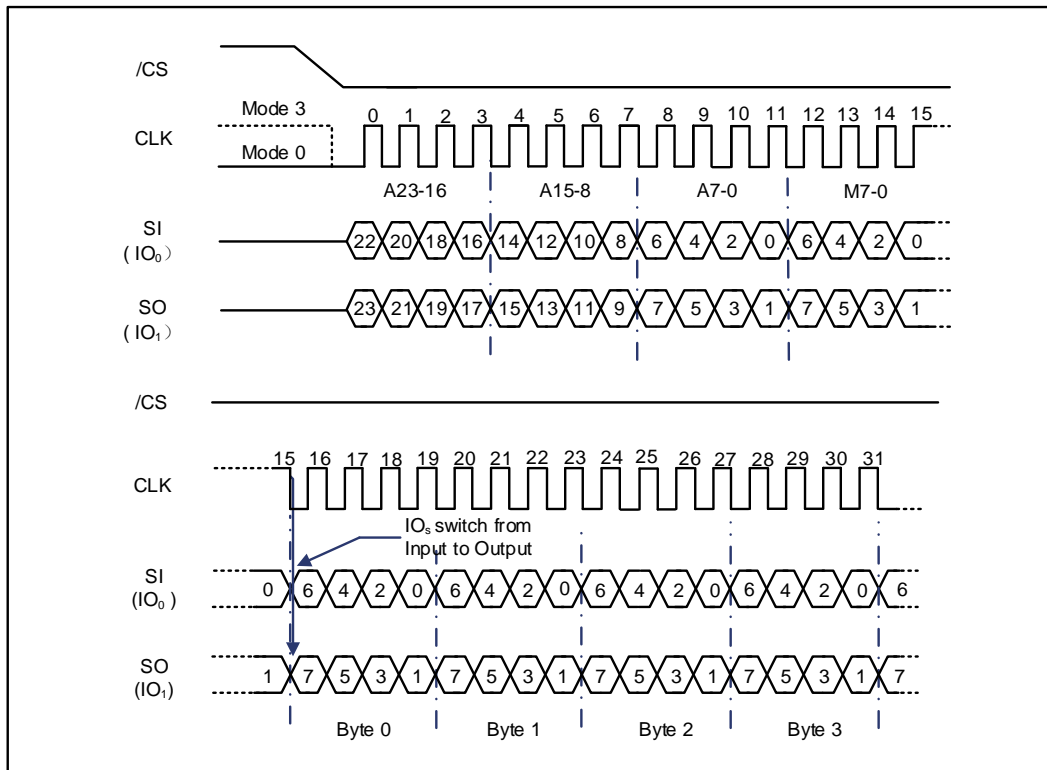 /CS
Mode 3
CLK
Mode 0
0 1 2 3 4 5 6 7 8 9 10 11 12 13 14 15
A23-16 A15-8 A7-0 M7-0
SI
( IO₀）
22 20 18 16 14 12 10 8 6 4 2 0 6 4 2 0
SO
( IO₁）
23 21 19 17 15 13 11 9 7 5 3 1 7 5 3 1
/CS
15 16 17 18 19 20 21 22 23 24 25 26 27 28 29 30 31
CLK
IOₛ switch from
Input to Output
SI
(IO₀ )
0 6 4 2 0 6 4 2 0 6 4 2 0 6 4 2 0 6
SO
(IO₁)
1 7 5 3 1 7 5 3 1 7 5 3 1 7 5 3 1 7
Byte 0 Byte 1 Byte 2 Byte 3